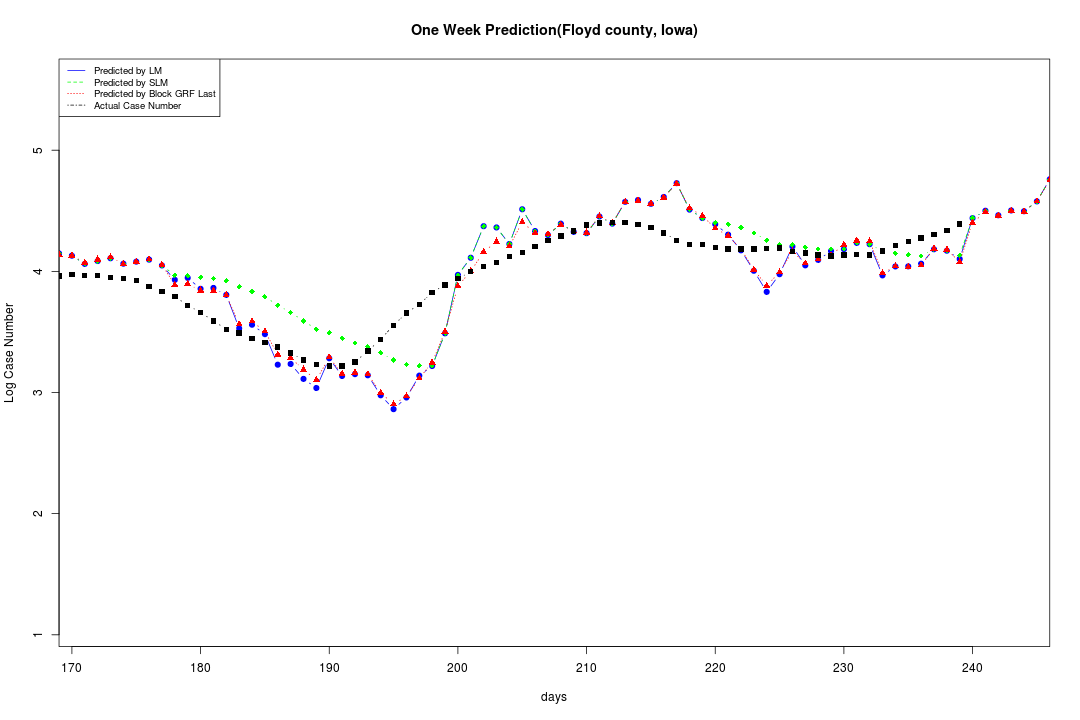 One Week Prediction(Floyd county, Iowa)
Predicted by LM
Predicted by SLM
Predicted by Block GRF Last
Actual Case Number
5
4
3
2
1
Log Case Number
170 180 190 200 210 220 230 240
days